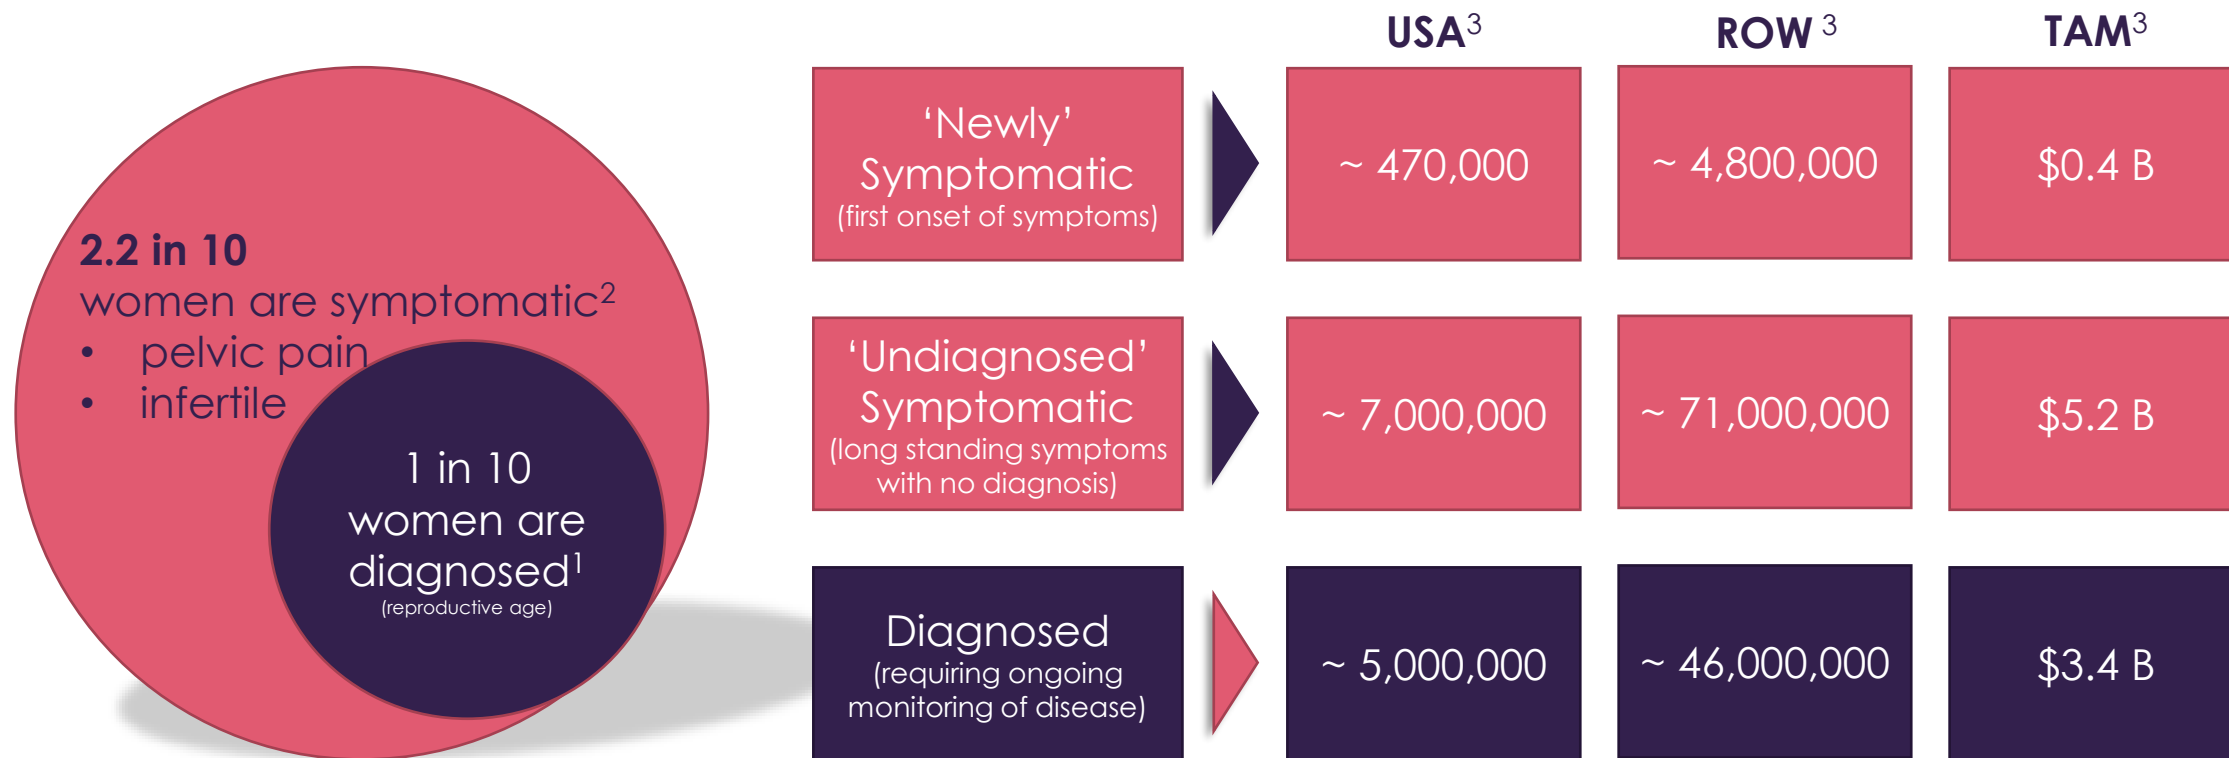 USA³ ROW ³ TAM³
2.2 in 10
women are symptomatic²
• pelvic pain
• infertile
1 in 10
women are
diagnosed¹
(reproductive age)
‘Newly’
Symptomatic
(first onset of symptoms)
~ 470,000
~ 4,800,000
$0.4 B
‘Undiagnosed’
Symptomatic
(long standing symptoms
with no diagnosis)
~ 7,000,000
~ 71,000,000
$5.2 B
Diagnosed
(requiring ongoing
monitoring of disease)
~ 5,000,000
~ 46,000,000
$3.4 B